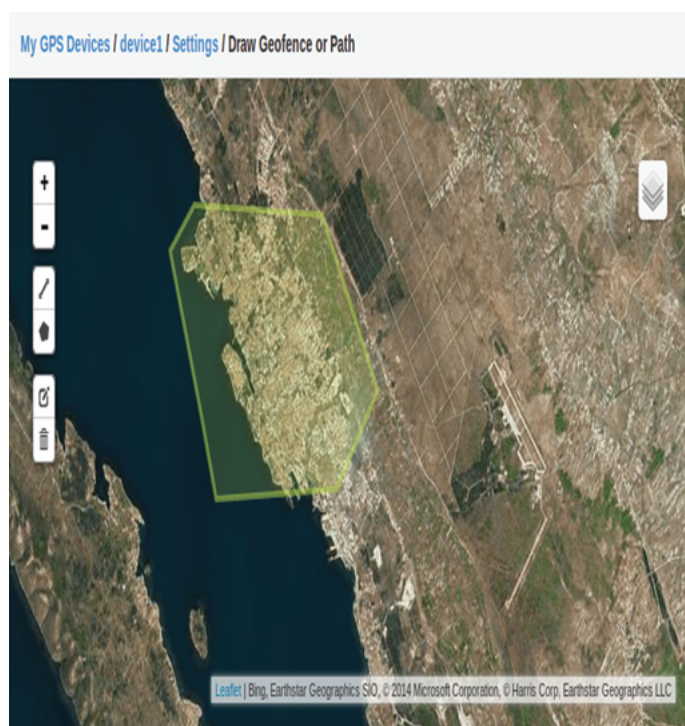 My GPS Devices / device1 / Settings / Draw Geofence or Path
+
-
Leaflet | Bing, Earthstar Geographics SIO, © 2014 Microsoft Corporation, © Harris Corp, Earthstar Geographics LLC